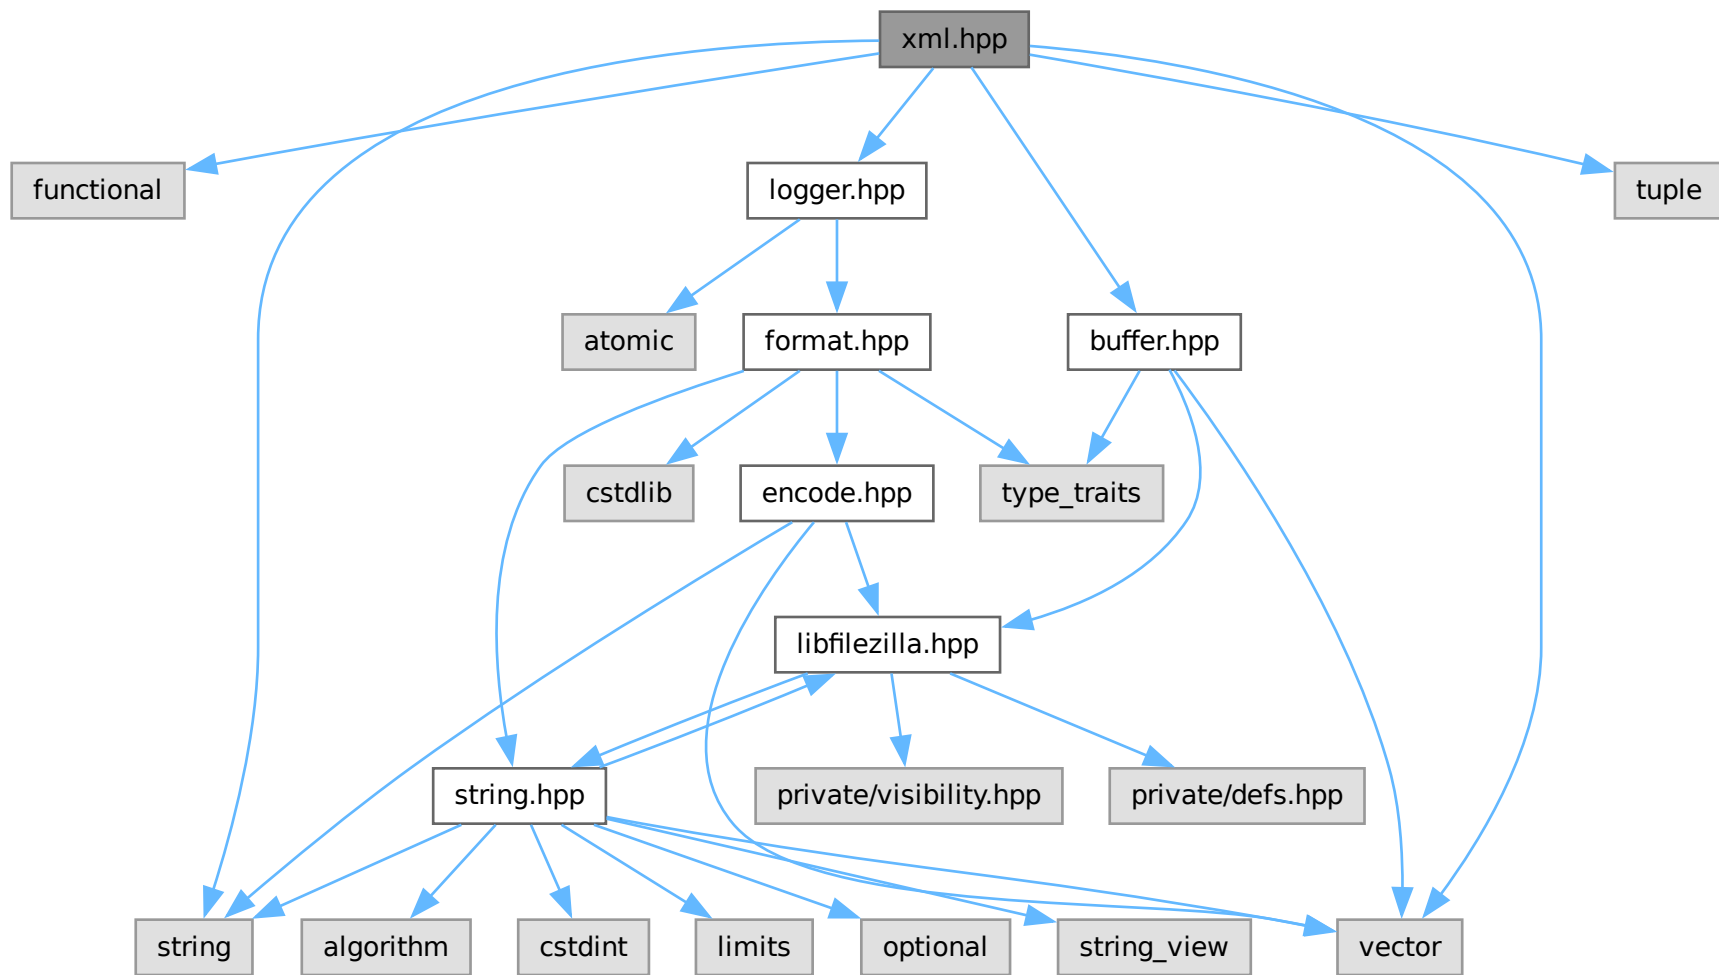 xml.hpp
functional
logger.hpp
tuple
atomic
format.hpp
buffer.hpp
cstdlib
encode.hpp
type_traits
libfilezilla.hpp
string.hpp
private/visibility.hpp
private/defs.hpp
string
algorithm
cstdint
limits
optional
string_view
vector